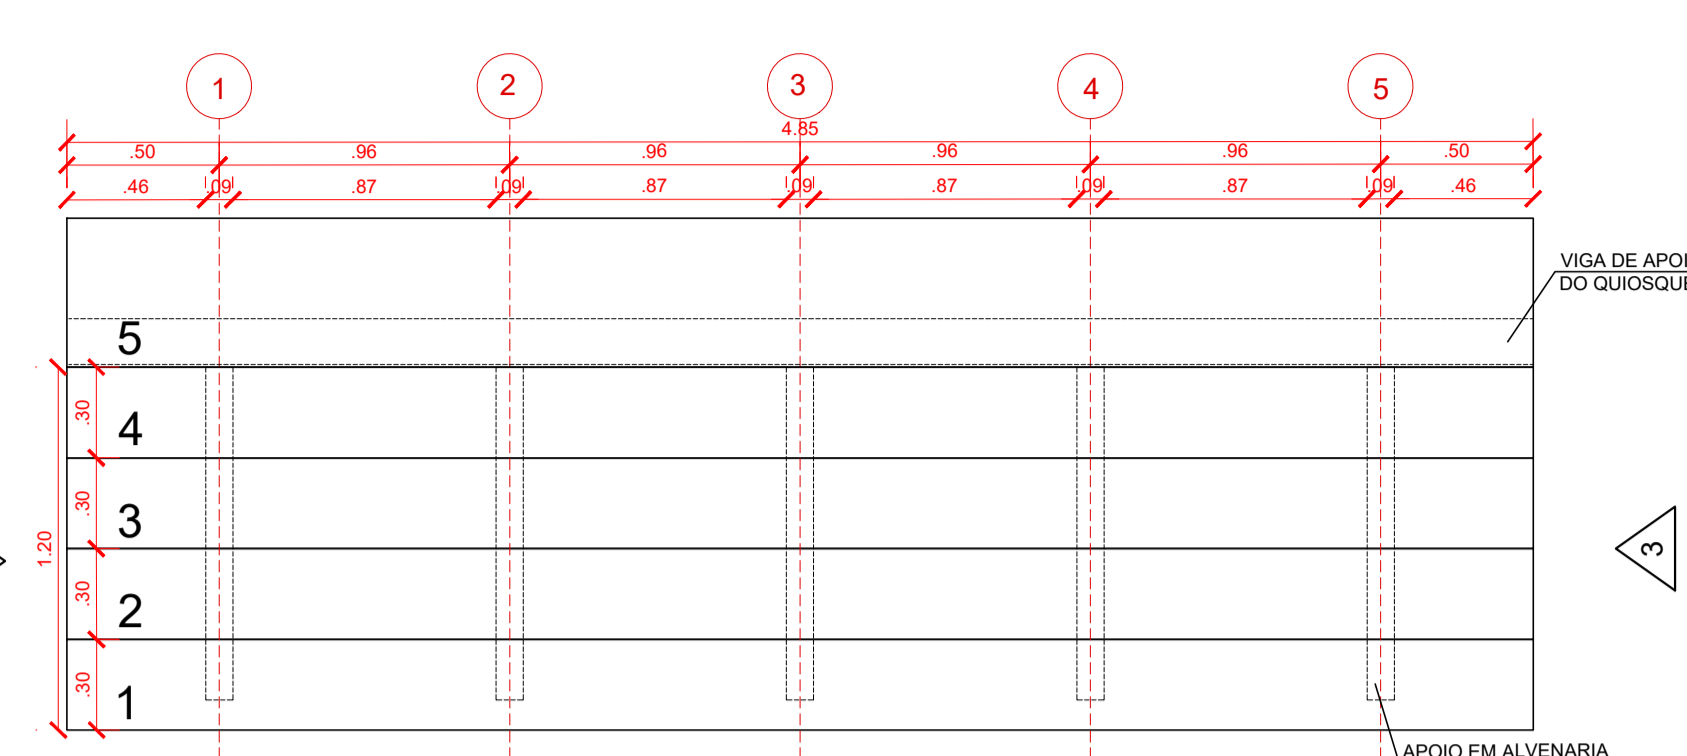 1 2 3 4 5
4.85
.50 .96 .96 .96 .96 .50
.46 .09 .87 .09 .87 .09 .87 .09 .87 .09 .46
VIGA DE APOI
DO QUIOSQUE
5
.30 4
.30 3
1.20
.30 2
.30 1
3
APOIO EM ALVENARIA